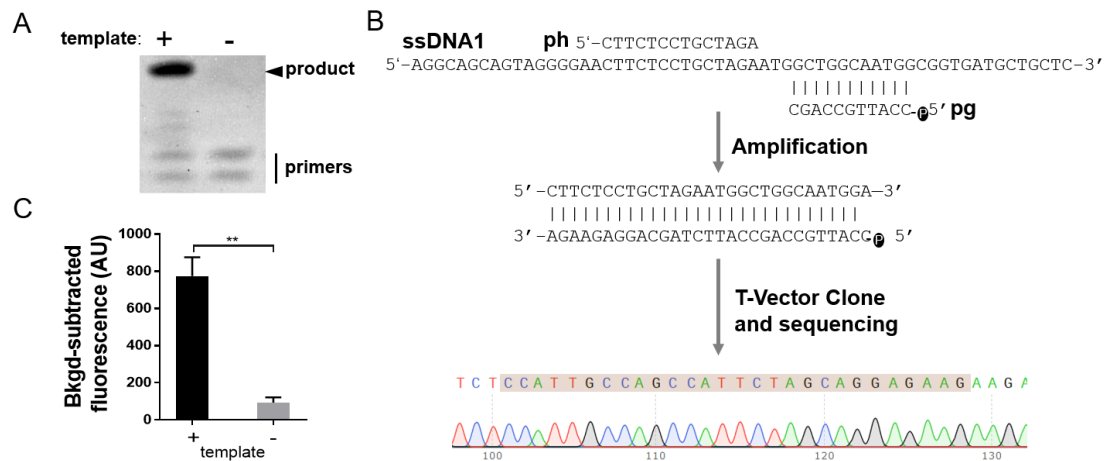 A
template: + -
product
primers
B
ssDNA1 ph 5‘-CTTCTCCTGCTAGA
5‘-AGGCAGCAGTAGGGGAACTTCTCCTGCTAGAATGGCTGGCAATGGCGGTGATGCTGCTC-3’
CGACCGTTACC-P5’ pg
Amplification
5’-CTTCTCCTGCTAGAATGGCTGGCAATGGA-3’
3’-AGAAGAGGACGATCTTACCGACCGTTACC-P 5’
T-Vector Clone
and sequencing
T C T C C A T T G C C A G C C A T T C T A G C A G G A G A A G A A G A
100 110 120 130
C
Bkgd-subtracted
fluorescence (AU)
1000
800
600
400
200
0
**
+ -
template